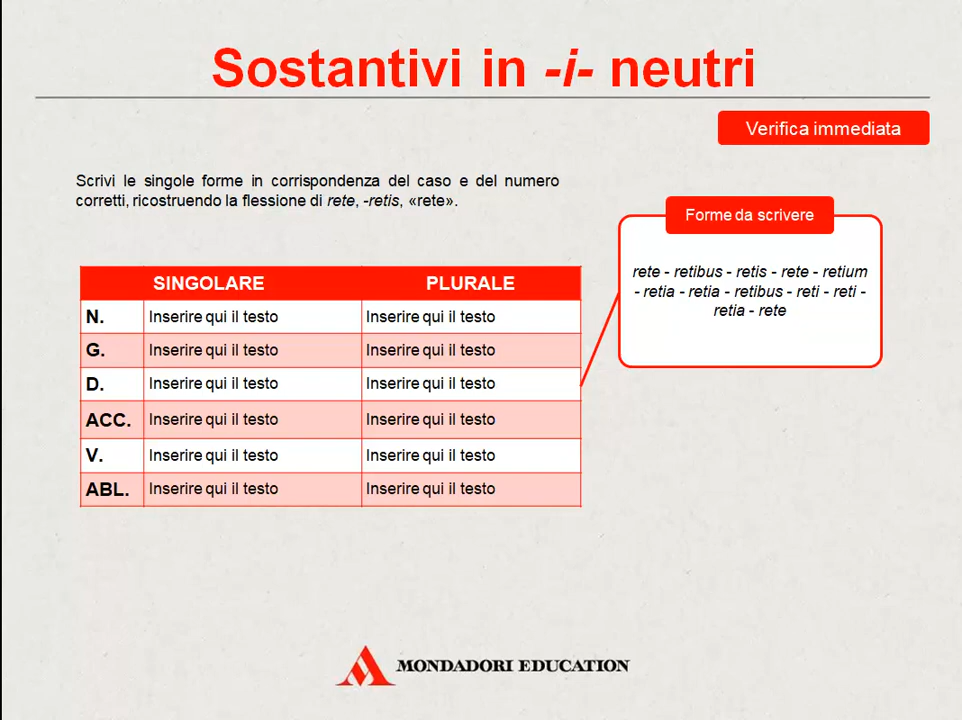 Sostantivi in -i- neutri
Verifica immediata
Scrivi le singole forme in corrispondenza del caso e del numero
corretti, ricostruendo la flessione di rete, -retis, «rete».
Forme da scrivere
rete - retibus - retis - rete - retium
- retia - retia - retibus - reti - reti -
retia - rete
SINGOLARE PLURALE
N. Inserire qui il testo Inserire qui il testo
G. Inserire qui il testo Inserire qui il testo
D. Inserire qui il testo Inserire qui il testo
ACC. Inserire qui il testo Inserire qui il testo
V. Inserire qui il testo Inserire qui il testo
ABL. Inserire qui il testo Inserire qui il testo
MONDADORI EDUCATION